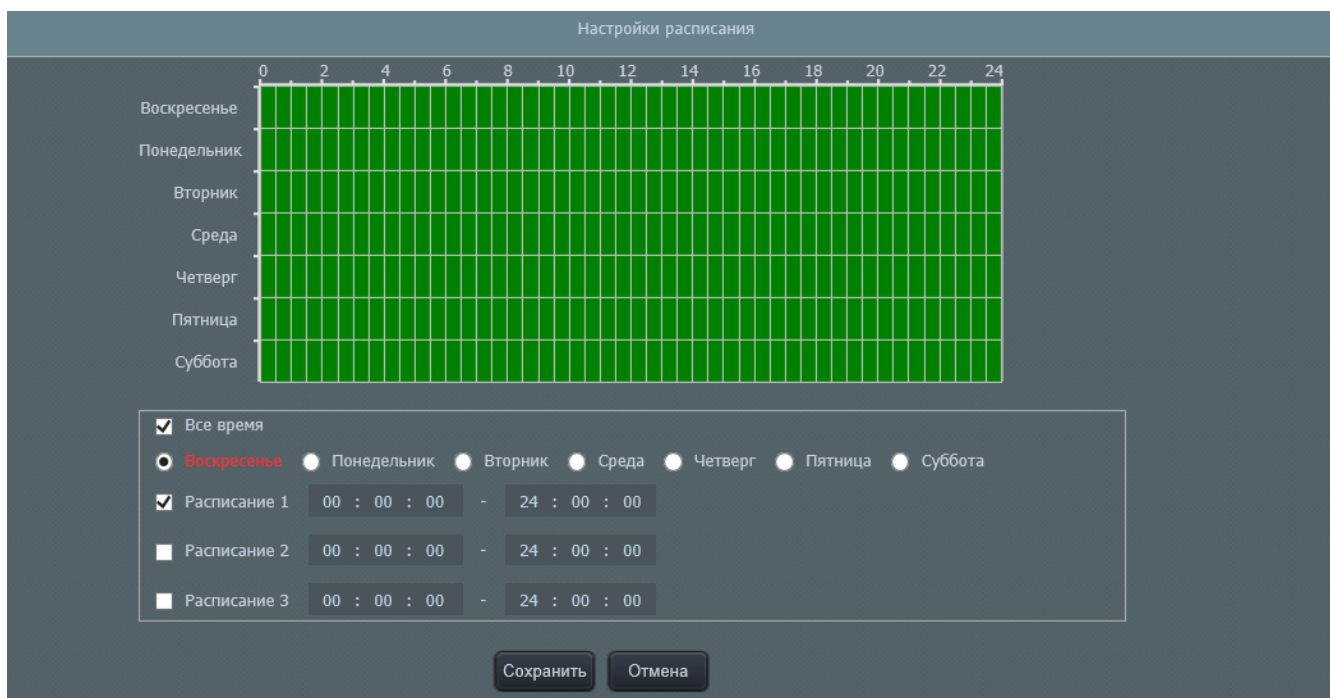 Настройки расписания
0 2 4 6 8 10 12 14 16 18 20 22 24
Воскресенье
Понедельник
Вторник
Среда
Четверг
Пятница
Суббота
Все время
Воскресенье Понедельник Вторник Среда Четверг Пятница Суббота
Расписание 1 00 : 00 : 00 - 24 : 00 : 00
Расписание 2 00 : 00 : 00 - 24 : 00 : 00
Расписание 3 00 : 00 : 00 - 24 : 00 : 00
Сохранить Отмена